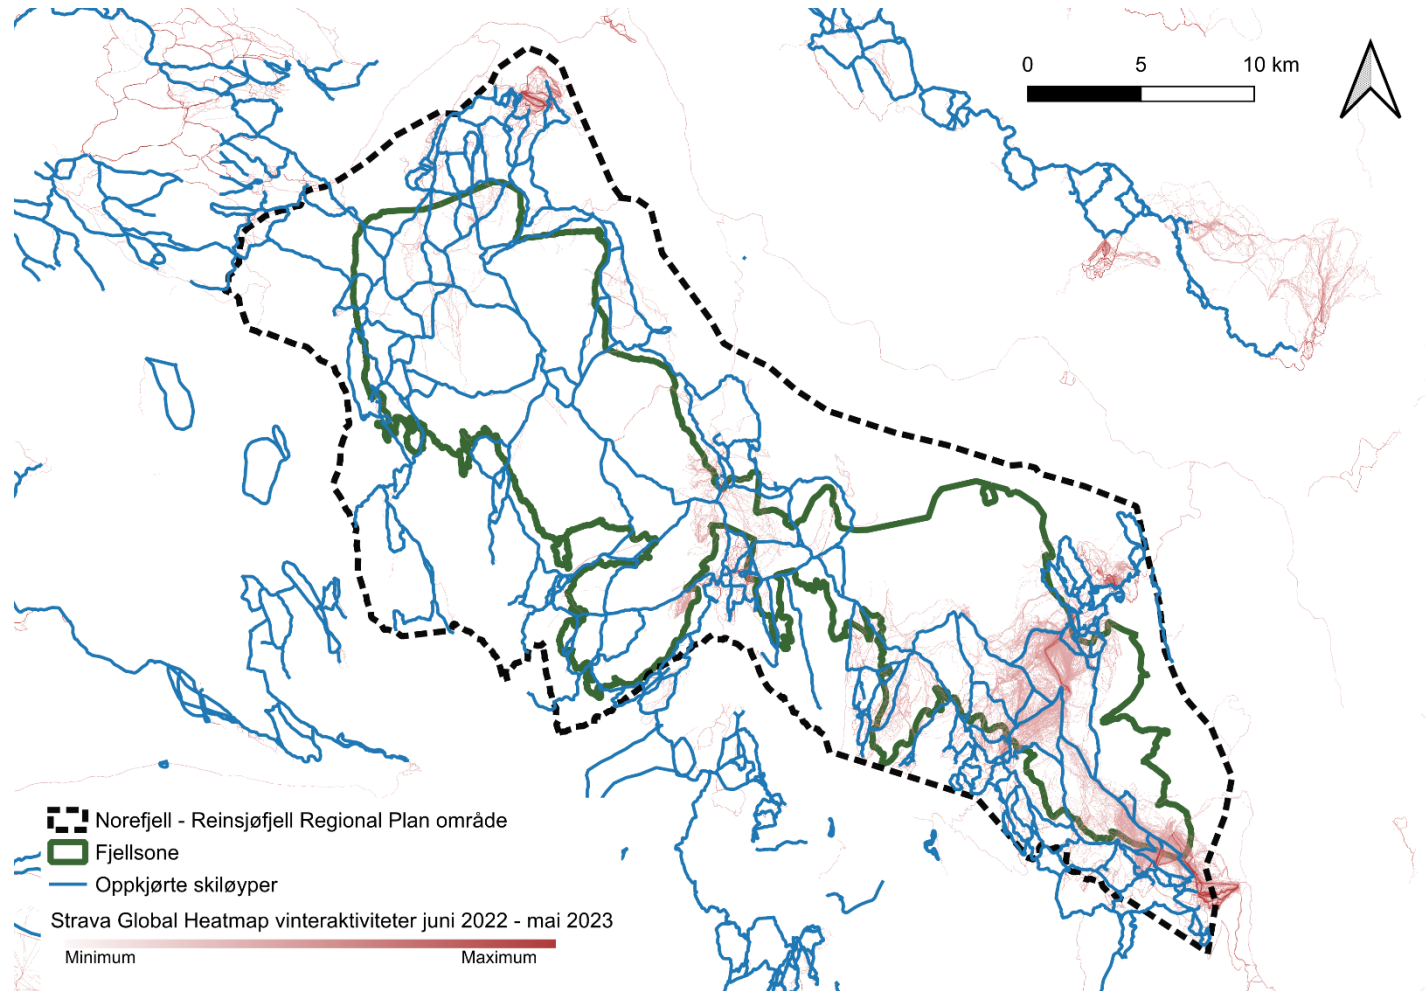 0 5 10 km
Norefjell - Reinsjøfjell Regional Plan område
Fjellsone
Oppkjørte skiløyper
Strava Global Heatmap vinteraktiviteter juni 2022 - mai 2023
Minimum Maximum